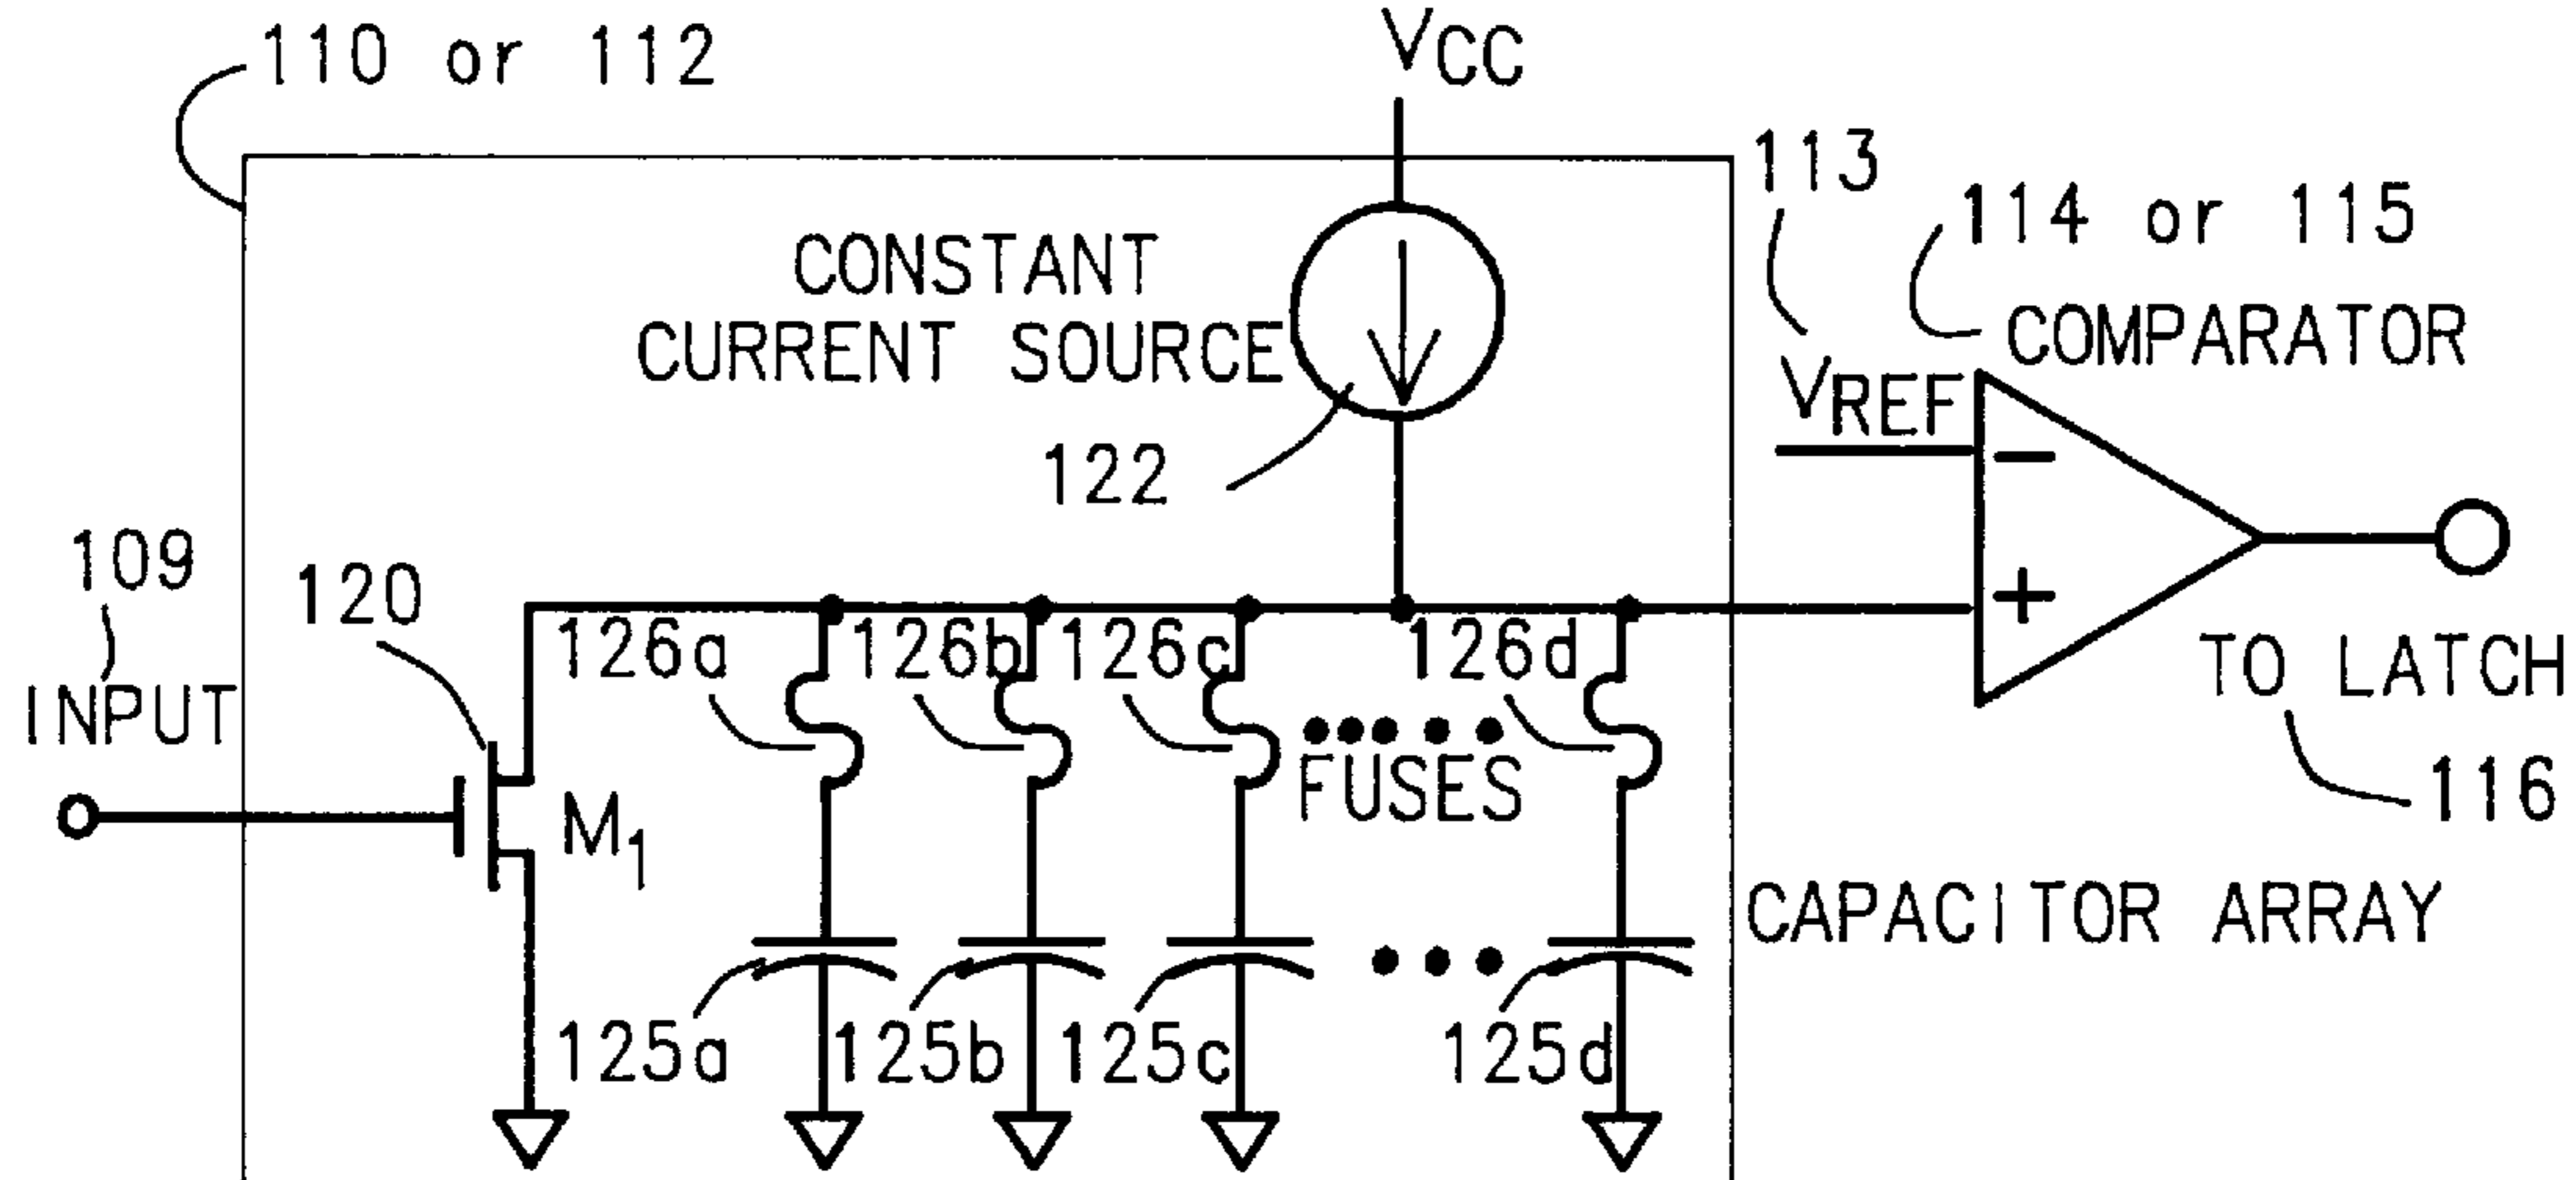 110 or 112
VCC
113
114 or 115
CONSTANT
CURRENT SOURCE
COMPARATOR
VREF
122
−
+
109
INPUT
120
126a
126b
126c
126d
TO LATCH
116
M1
FUSES
CAPACITOR ARRAY
125a
125b
125c
125d